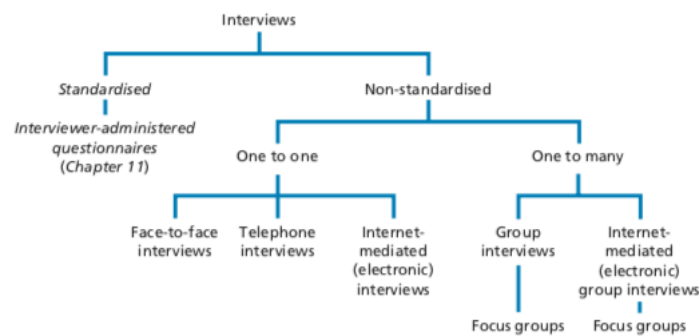 Interviews
Standardised
Non-standardised
Interviewer-administered
questionnaires
(Chapter 11)
One to one
One to many
Face-to-face
interviews
Telephone
interviews
Internet-
mediated
(electronic)
interviews
Group
interviews
Internet-
mediated
(electronic)
group interviews
Focus groups
Focus groups